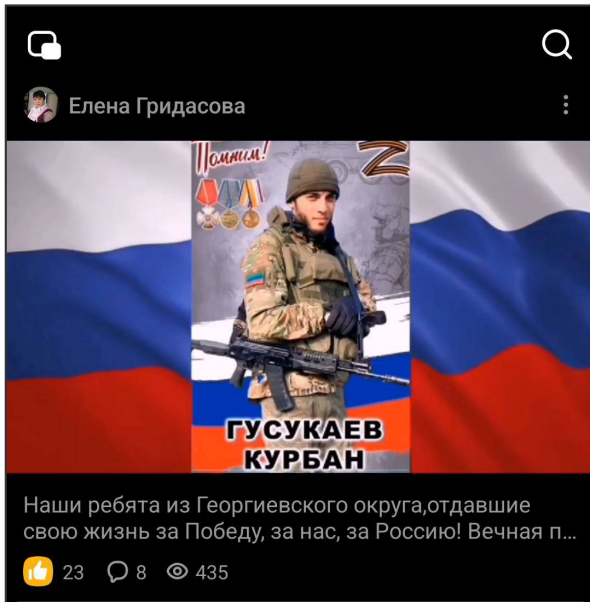 Елена Гридасова
Помним!
Z
ГУСУКАЕВ
КУРБАН
Наши ребята из Георгиевского округа,отдавшие
свою жизнь за Победу, за нас, за Россию! Вечная п...
23 8 435